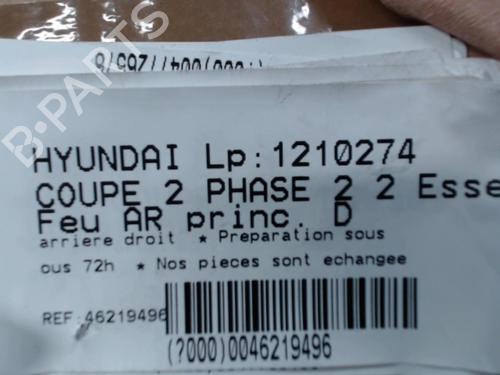 HYUNDAI Lp:1210274
COUPE 2 PHASE 2 2 Esse
Feu AR princ. D
arriere droit * Preparation sous
ous 72h * Nos pieces sont echangee
REF:46219496
(?000)0046219496
B-PARTS